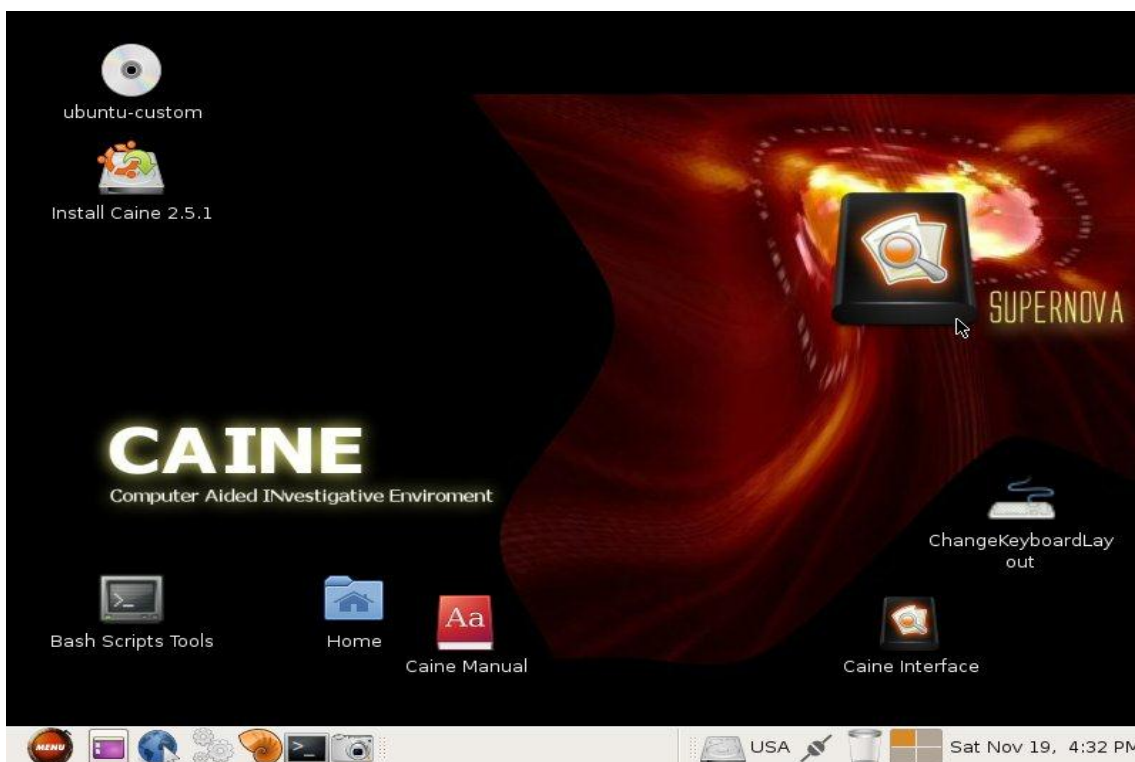 ubuntu-custom
Install Caine 2.5.1
SUPERNOVA
CAINE
Computer Aided INvestigative Enviroment
ChangeKeyboardLay
out
Bash Scripts Tools
Home
Aa
Caine Manual
Caine Interface
MENU
>_
USA
Sat Nov 19, 4:32 PM